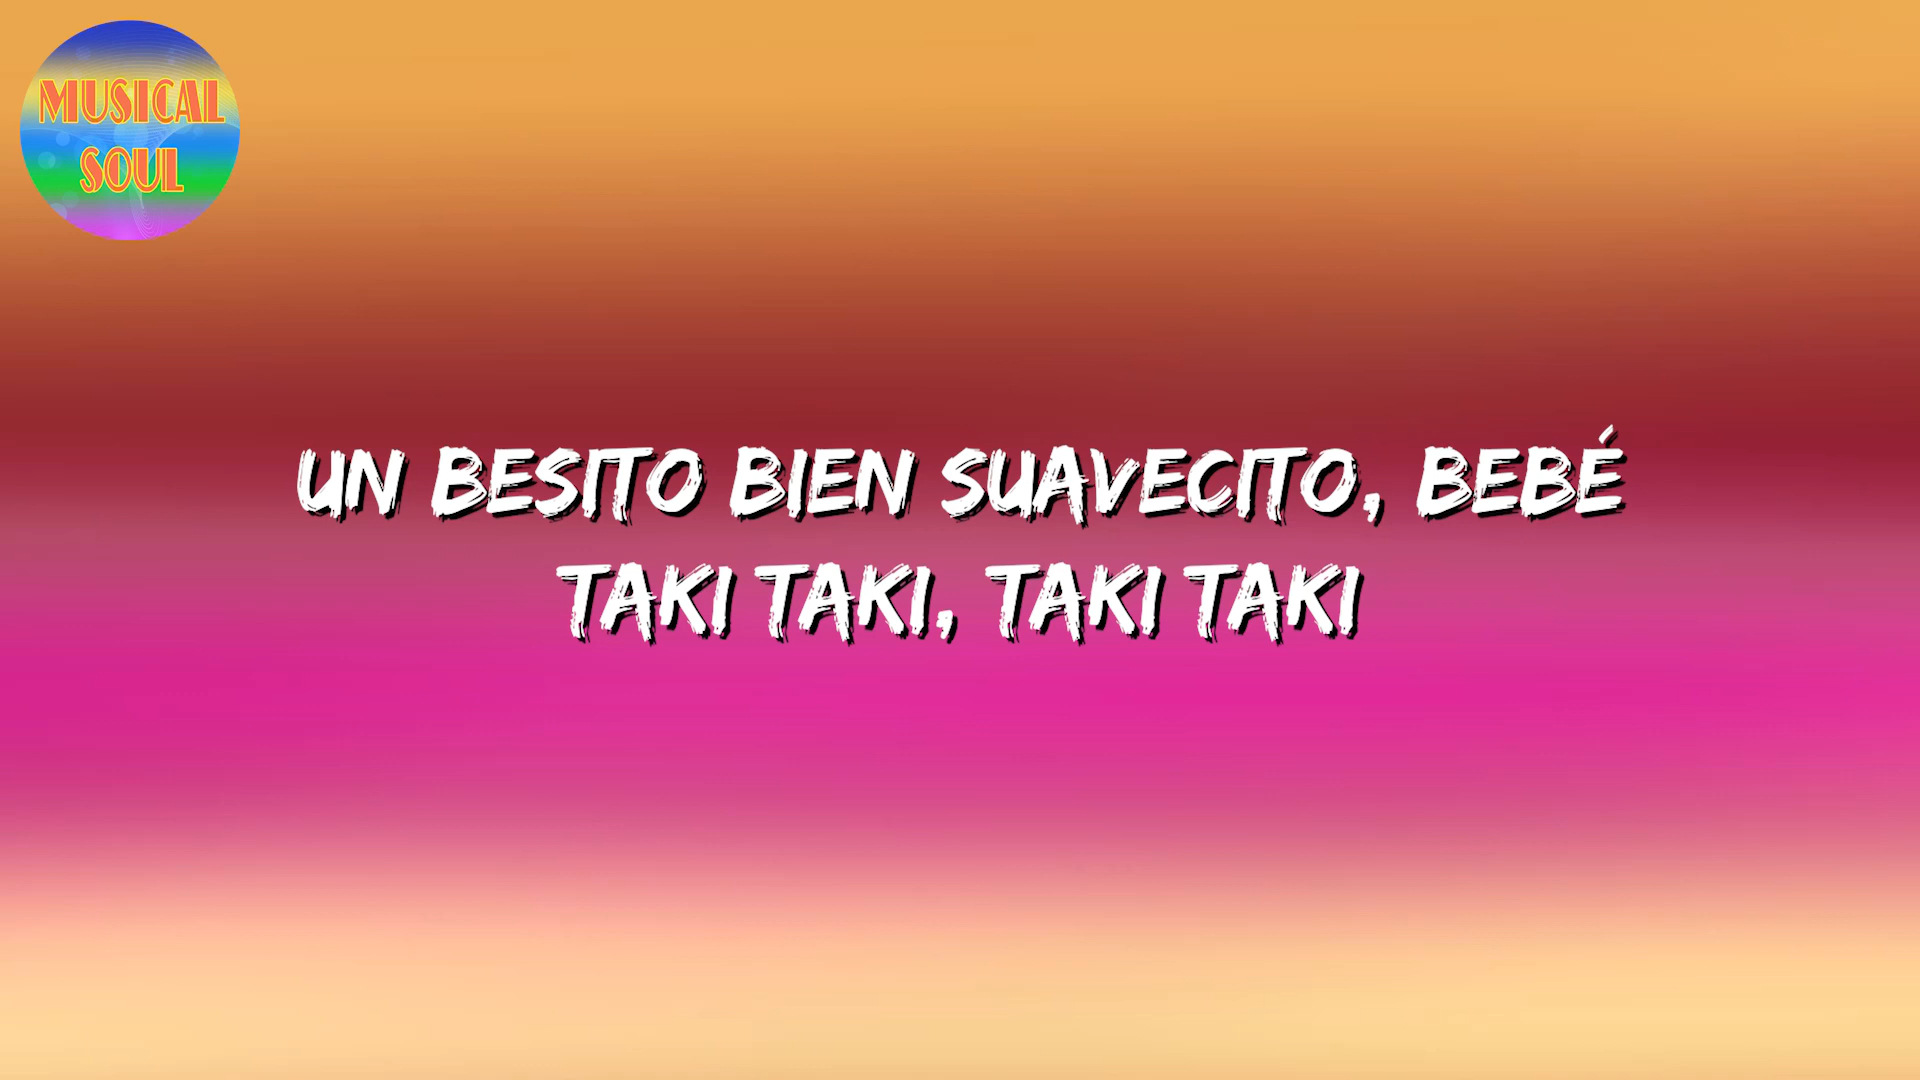 MUSICAL
SOUL
UN BESITO BIEN SUAVECITO, BEBÉ
TAKI TAKI, TAKI TAKI